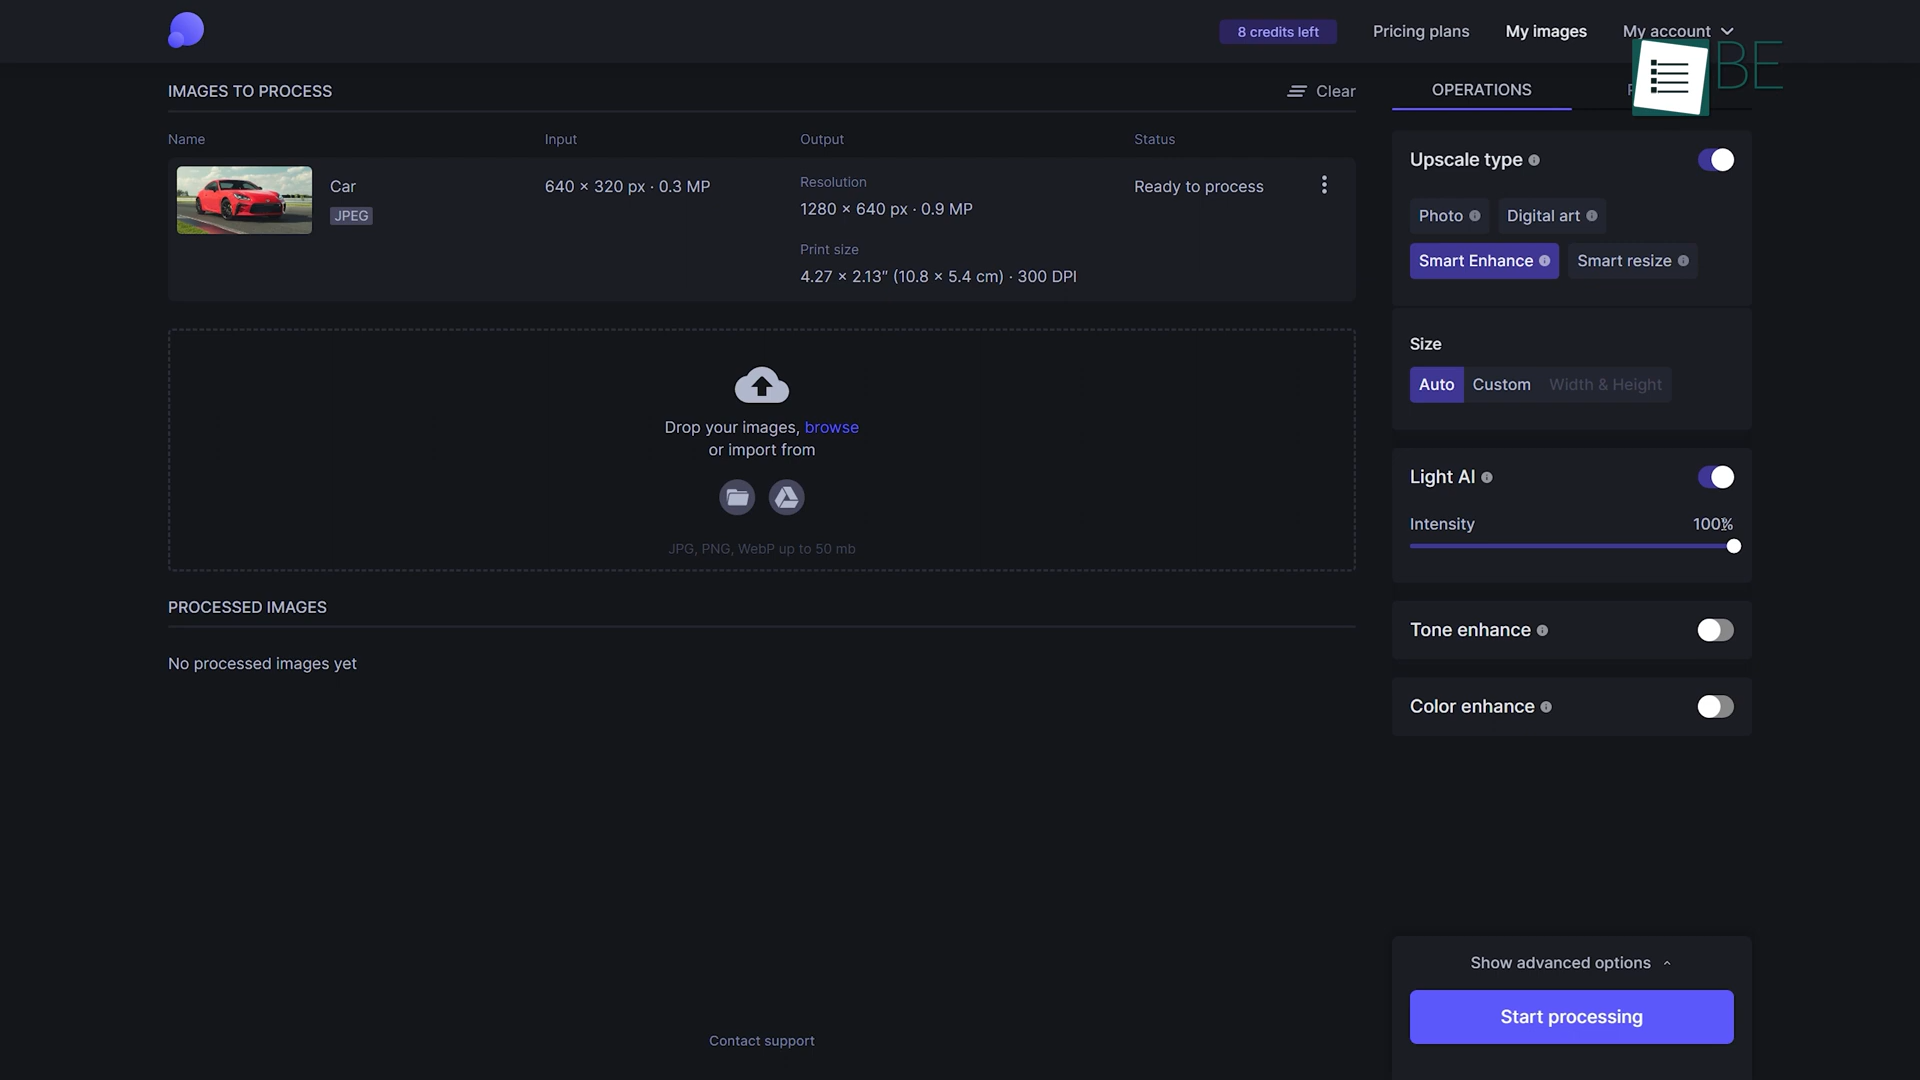 8 credits left
Pricing plans
My images
My account
BE
IMAGES TO PROCESS
Clear
OPERATIONS
Name
Input
Output
Status
Car
JPEG
640 × 320 px · 0.3 MP
Resolution
1280 × 640 px · 0.9 MP
Print size
4.27 × 2.13" (10.8 × 5.4 cm) · 300 DPI
Ready to process
Upscale type
Photo
Digital art
Smart Enhance
Smart resize
Size
Auto
Custom
Width & Height
Drop your images, browse
or import from
JPG, PNG, WebP up to 50 mb
Light AI
Intensity
100%
PROCESSED IMAGES
No processed images yet
Tone enhance
Color enhance
Show advanced options
Start processing
Contact support